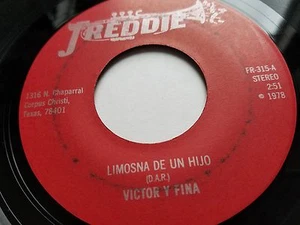 FREDDIE
1316 N. Chaparral
Corpus Christi,
Texas, 78401
FR-315-A
STEREO
2:51
© 1978
LIMOSNA DE UN HIJO
(D.A.R.)
VICTOR Y FINA